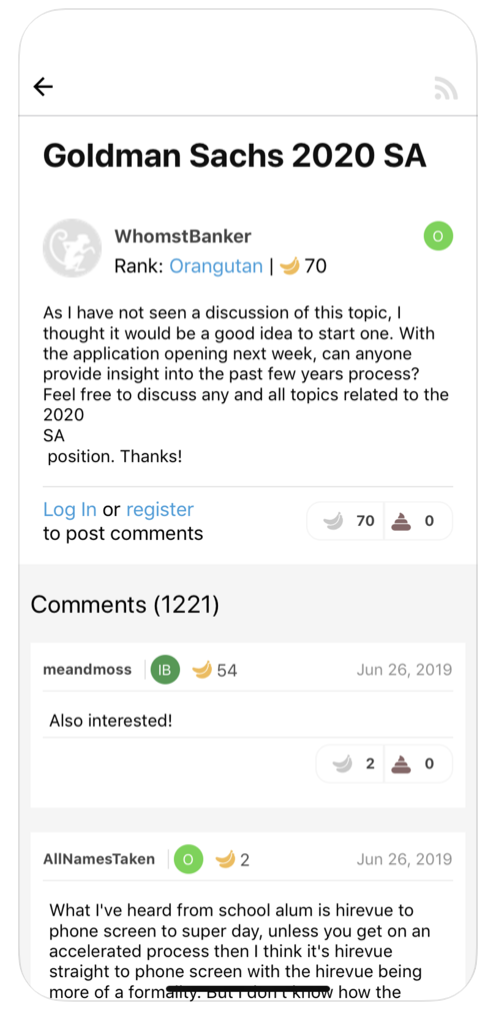 Goldman Sachs 2020 SA
WhomstBanker
O
Rank: Orangutan | 70
As I have not seen a discussion of this topic, I
thought it would be a good idea to start one. With
the application opening next week, can anyone
provide insight into the past few years process?
Feel free to discuss any and all topics related to the
2020
SA
position. Thanks!
Log In or register
to post comments
70 0
Comments (1221)
meandmoss IB 54 Jun 26, 2019
Also interested!
2 0
AllNamesTaken O 2 Jun 26, 2019
What I've heard from school alum is hirevue to
phone screen to super day, unless you get on an
accelerated process then I think it's hirevue
straight to phone screen with the hirevue being
more of a formality. But I don't know how the